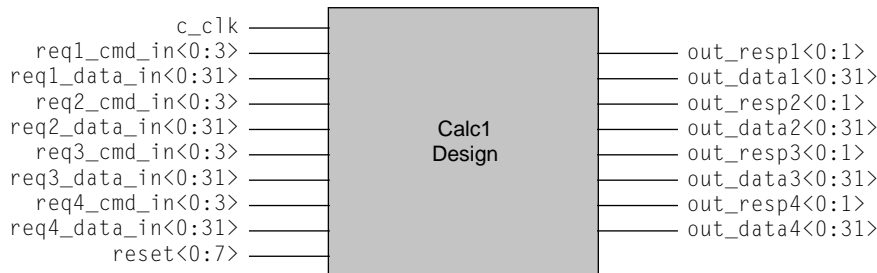 c_clk
req1_cmd_in<0:3>
req1_data_in<0:31>
req2_cmd_in<0:3>
req2_data_in<0:31>
req3_cmd_in<0:3>
req3_data_in<0:31>
req4_cmd_in<0:3>
req4_data_in<0:31>
reset<0:7>
Calc1
Design
out_resp1<0:1>
out_data1<0:31>
out_resp2<0:1>
out_data2<0:31>
out_resp3<0:1>
out_data3<0:31>
out_resp4<0:1>
out_data4<0:31>